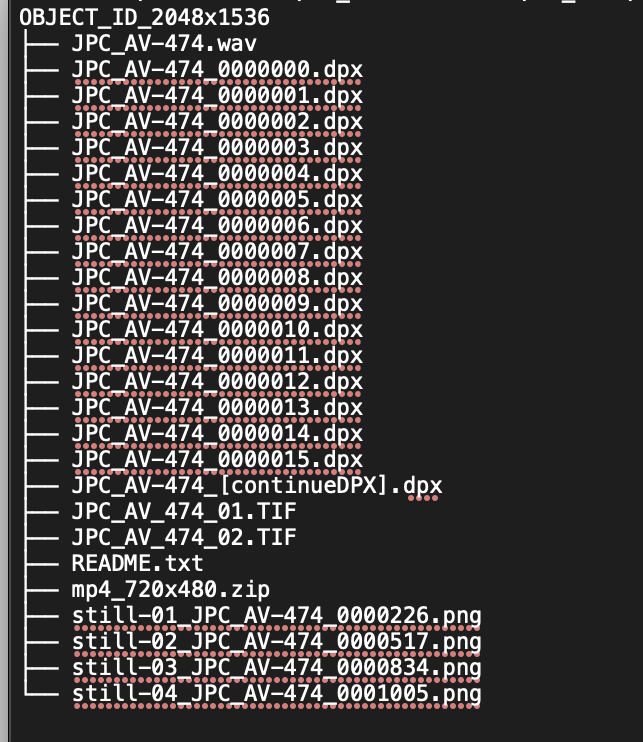 OBJECT_ID_2048x1536
├── JPC_AV-474.wav
├── JPC_AV-474_0000000.dpx
├── JPC_AV-474_0000001.dpx
├── JPC_AV-474_0000002.dpx
├── JPC_AV-474_0000003.dpx
├── JPC_AV-474_0000004.dpx
├── JPC_AV-474_0000005.dpx
├── JPC_AV-474_0000006.dpx
├── JPC_AV-474_0000007.dpx
├── JPC_AV-474_0000008.dpx
├── JPC_AV-474_0000009.dpx
├── JPC_AV-474_0000010.dpx
├── JPC_AV-474_0000011.dpx
├── JPC_AV-474_0000012.dpx
├── JPC_AV-474_0000013.dpx
├── JPC_AV-474_0000014.dpx
├── JPC_AV-474_0000015.dpx
├── JPC_AV-474_[continueDPX].dpx
├── JPC_AV_474_01.TIF
├── JPC_AV_474_02.TIF
├── README.txt
├── mp4_720x480.zip
├── still-01_JPC_AV-474_0000226.png
├── still-02_JPC_AV-474_0000517.png
├── still-03_JPC_AV-474_0000834.png
└── still-04_JPC_AV-474_0001005.png